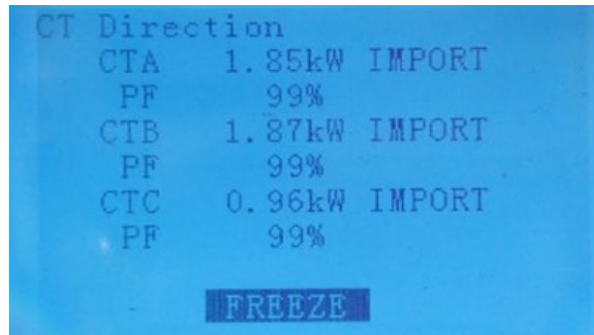 CT Direction
CTA 1.85kW IMPORT
PF 99%
CTB 1.87kW IMPORT
PF 99%
CTC 0.96kW IMPORT
PF 99%
FREEZE